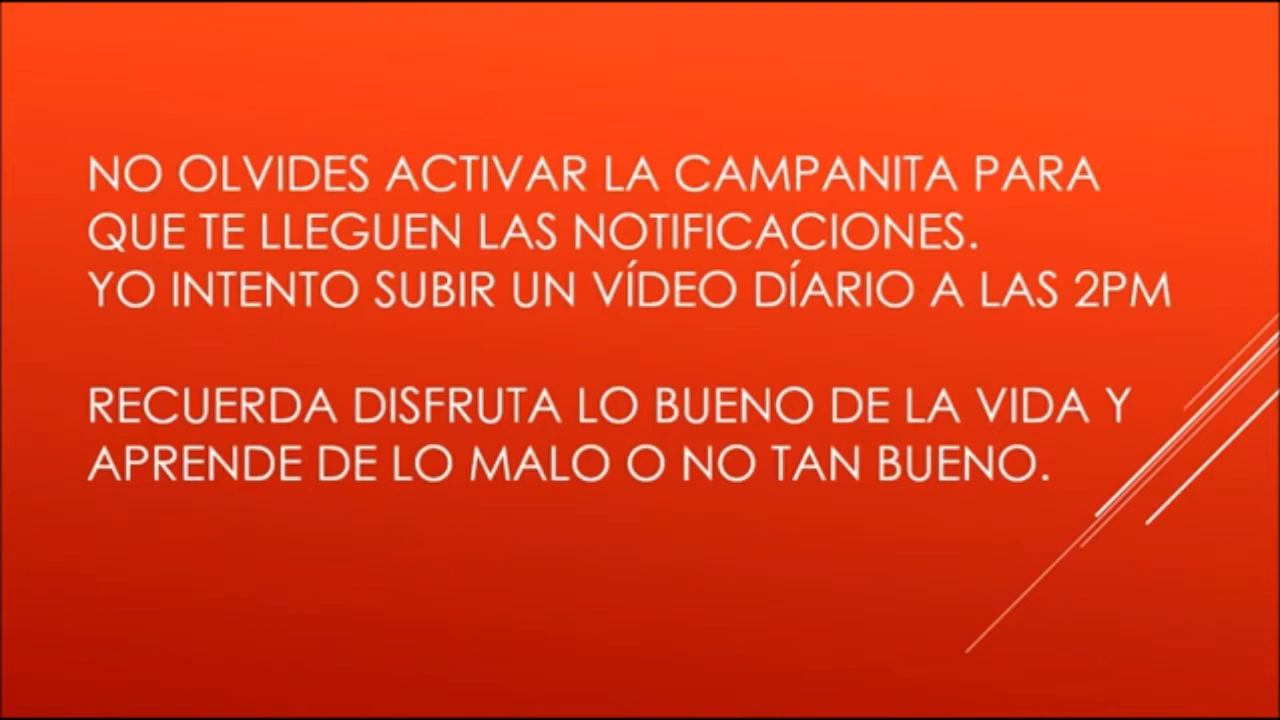 NO OLVIDES ACTIVAR LA CAMPANITA PARA
QUE TE LLEGUEN LAS NOTIFICACIONES.
YO INTENTO SUBIR UN VÍDEO DÍARIO A LAS 2PM
RECUERDA DISFRUTA LO BUENO DE LA VIDA Y
APRENDE DE LO MALO O NO TAN BUENO.